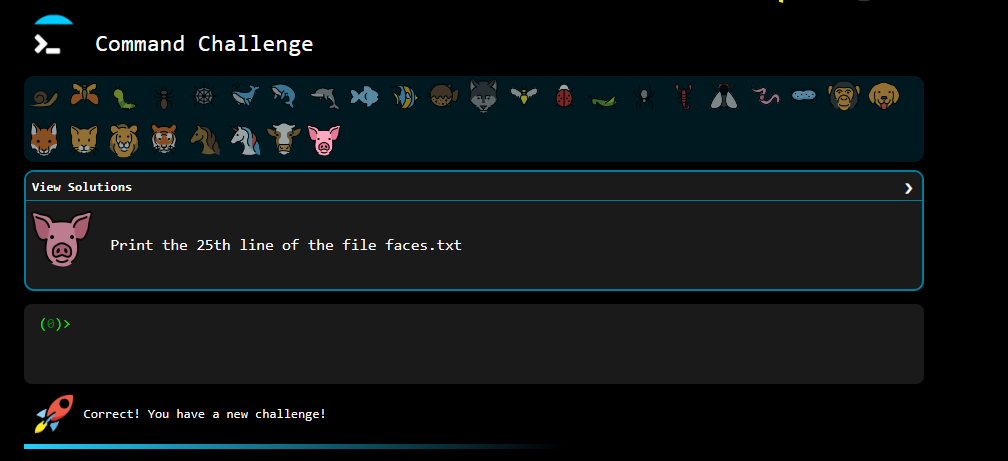 Command Challenge
View Solutions
Print the 25th line of the file faces.txt
(0)>
Correct! You have a new challenge!